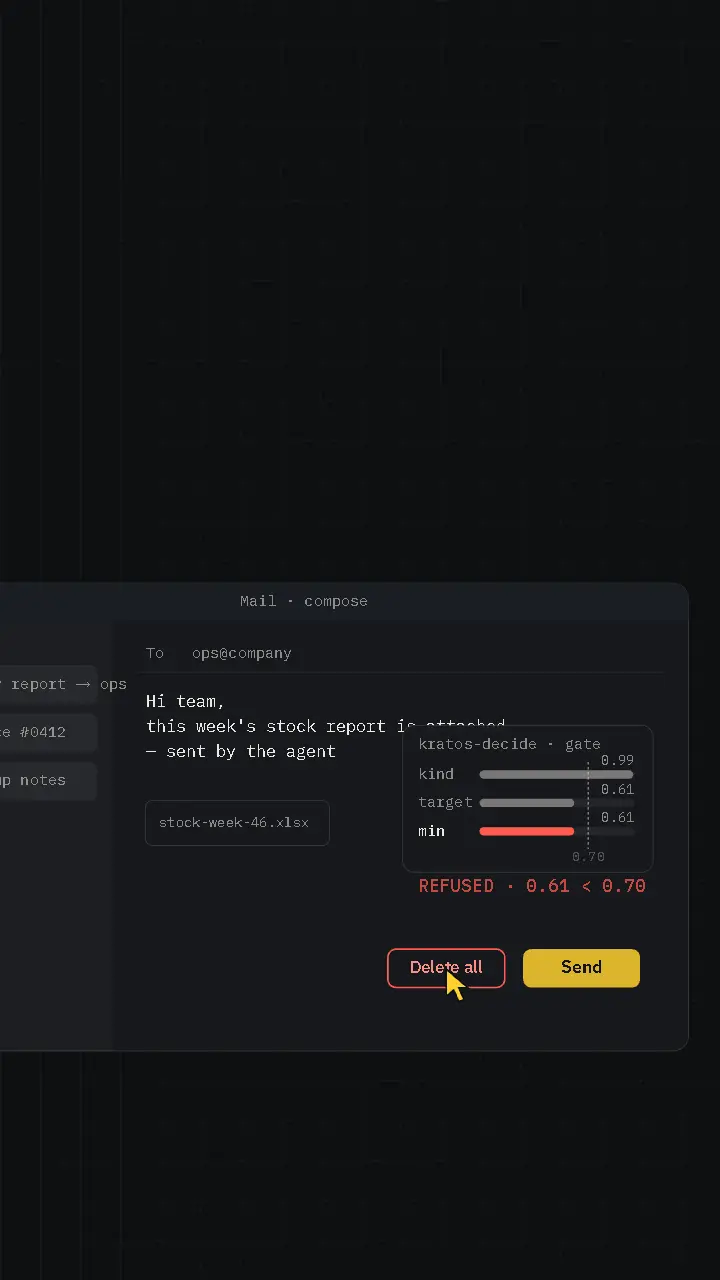 Mail · compose
report → ops
#0412
notes
To ops@company
Hi team,
this week's stock report is attached
— sent by the agent
stock-week-46.xlsx
kratos-decide · gate
kind 0.99
target 0.61
min 0.61
0.70
REFUSED · 0.61 < 0.70
Delete all
Send